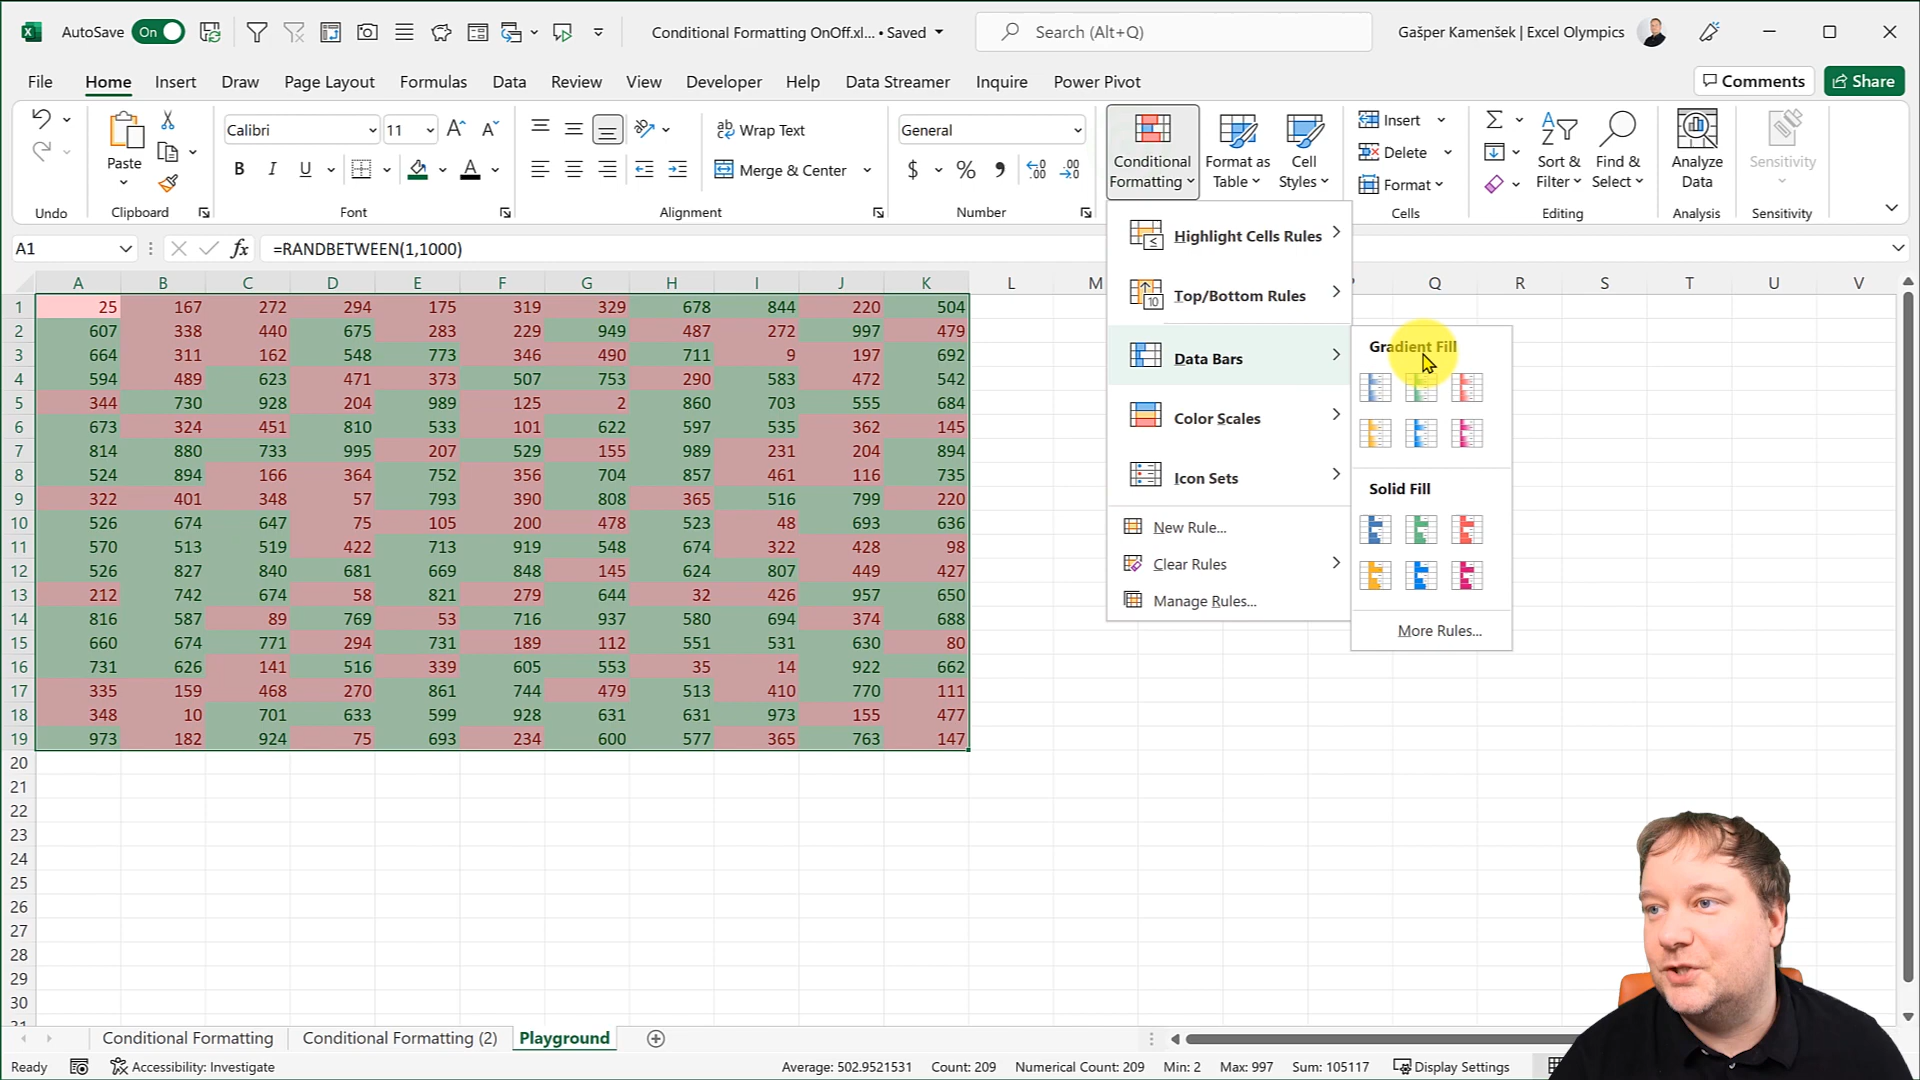 AutoSave On Conditional Formatting OnOff.xl... • Saved Search (Alt+Q) Gašper Kamenšek | Excel Olympics
File Home Insert Draw Page Layout Formulas Data Review View Developer Help Data Streamer Inquire Power Pivot Comments Share
Calibri 11 Wrap Text General Insert
Paste B I U Merge & Center $ % Conditional Formatting Format as Table Cell Styles Delete Format Sort & Filter Find & Select Analyze Data Sensitivity
Undo Clipboard Font Alignment Number Cells Editing Analysis Sensitivity
A1 fx =RANDBETWEEN(1,1000)
Highlight Cells Rules
Top/Bottom Rules
Data Bars
Color Scales
Icon Sets
New Rule...
Clear Rules
Manage Rules...
Gradient Fill
Solid Fill
More Rules...
A B C D E F G H I J K L M Q R S T U V
1 25 167 272 294 175 319 329 678 844 220 504
2 607 338 440 675 283 229 949 487 272 997 479
3 664 311 162 548 773 346 490 711 9 197 692
4 594 489 623 471 373 507 753 290 583 472 542
5 344 730 928 204 989 125 2 860 703 555 684
6 673 324 451 810 533 101 622 597 535 362 145
7 814 880 733 995 207 529 155 989 231 204 894
8 524 894 166 364 752 356 704 857 461 116 735
9 322 401 348 57 793 390 808 365 516 799 220
10 526 674 647 75 105 200 478 523 48 693 636
11 570 513 519 422 713 919 548 674 322 428 98
12 526 827 840 681 669 848 145 624 807 449 427
13 212 742 674 58 821 279 644 32 426 957 650
14 816 587 89 769 53 716 937 580 694 374 688
15 660 674 771 294 731 189 112 551 531 630 80
16 731 626 141 516 339 605 553 35 14 922 662
17 335 159 468 270 861 744 479 513 410 770 111
18 348 10 701 633 599 928 631 631 973 155 477
19 973 182 924 75 693 234 600 577 365 763 147
20
21
22
23
24
25
26
27
28
29
30
Conditional Formatting Conditional Formatting (2) Playground
Ready Accessibility: Investigate Average: 502.9521531 Count: 209 Numerical Count: 209 Min: 2 Max: 997 Sum: 105117 Display Settings